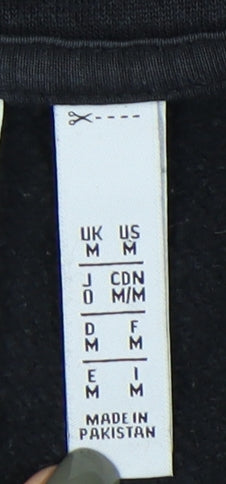 UK US
M M
J CDN
O M/M
D F
M M
E I
M M
MADE IN
PAKISTAN